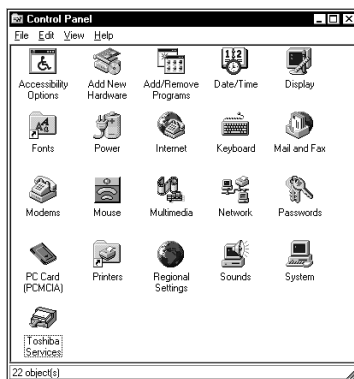 Control Panel
File Edit View Help
Accessibility Options
Add New Hardware
Add/Remove Programs
Date/Time
Display
Fonts
Power
Internet
Keyboard
Mail and Fax
Modems
Mouse
Multimedia
Network
Passwords
PC Card (PCMCIA)
Printers
Regional Settings
Sounds
System
Toshiba Services
22 object(s)